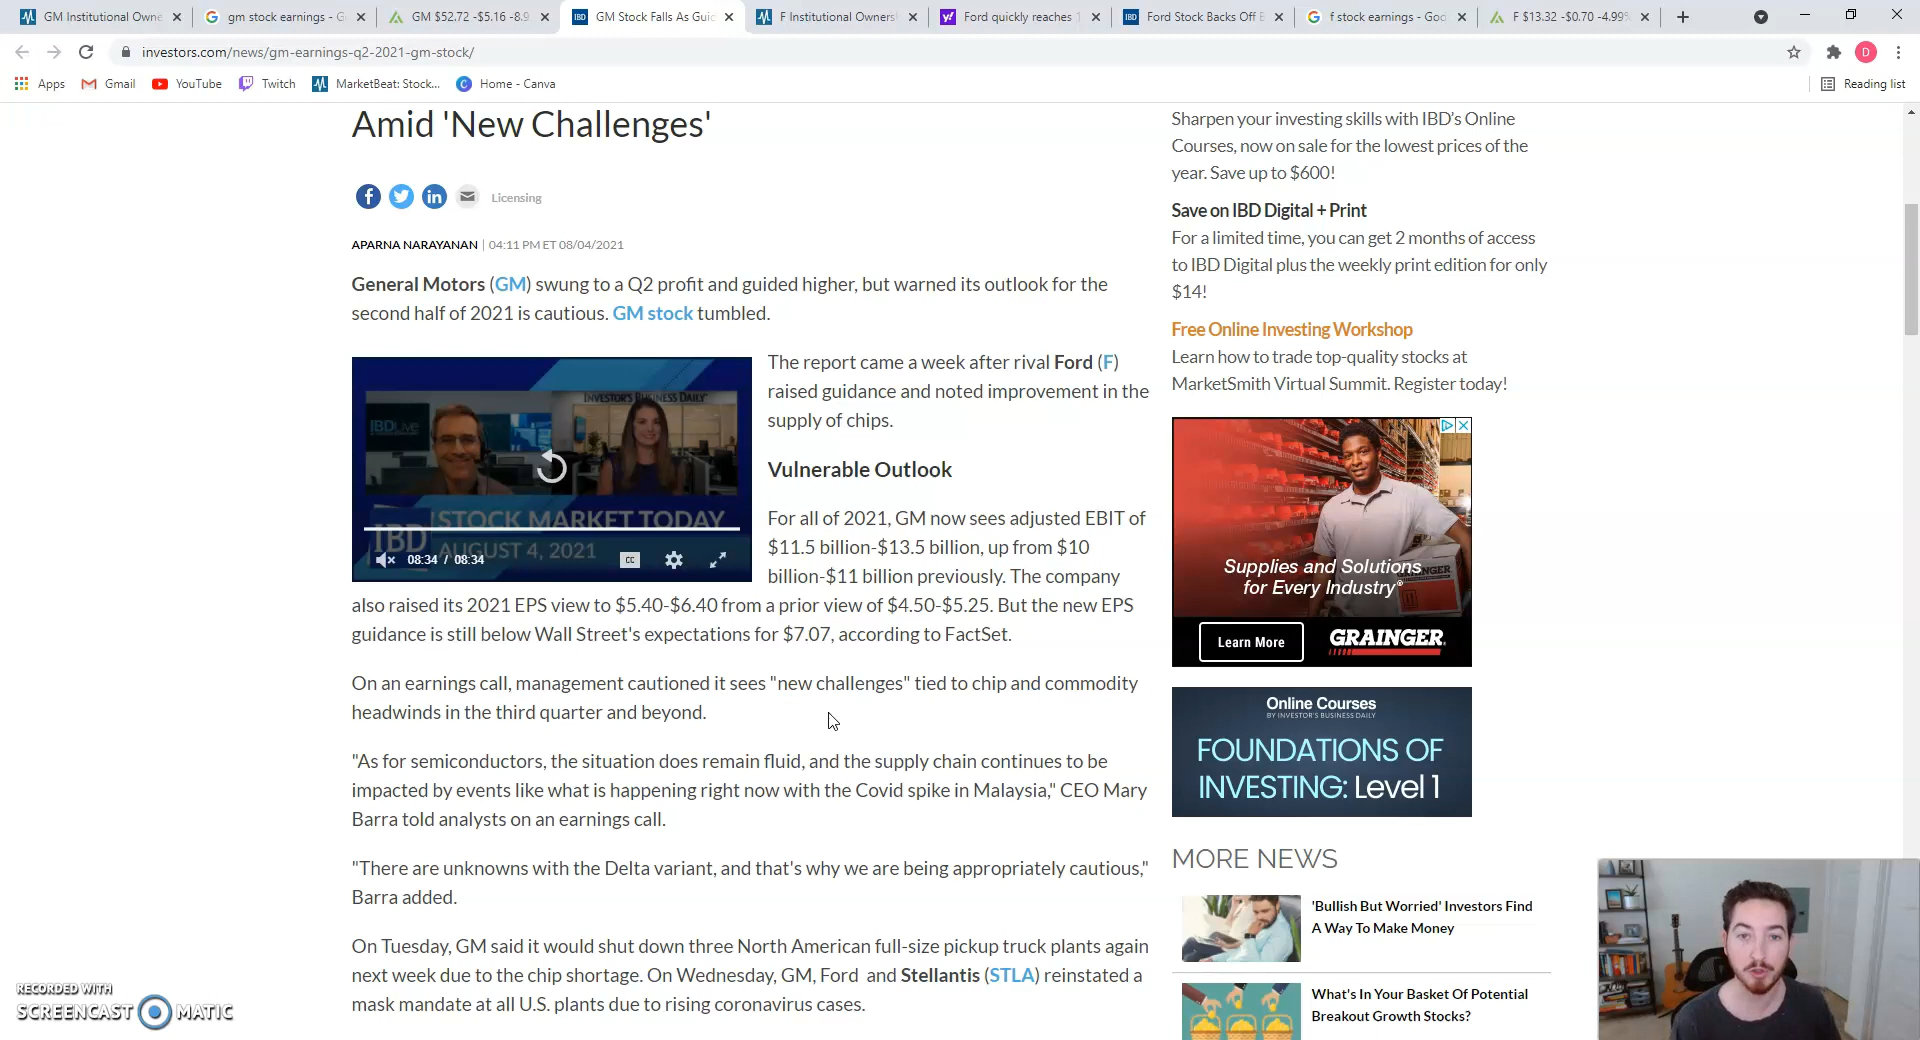 GM Institutional Owne
gm stock earnings - G
GM $52.72 -$5.16 -8.9
GM Stock Falls As Guid
F Institutional Owners
Ford quickly reaches 1
Ford Stock Backs Off B
f stock earnings - Goo
F $13.32 -$0.70 -4.99%
investors.com/news/gm-earnings-q2-2021-gm-stock/
D
Apps
Gmail
YouTube
Twitch
MarketBeat: Stock...
C
Home - Canva
Reading list
Amid 'New Challenges'
Licensing
APARNA NARAYANAN | 04:11 PM ET 08/04/2021
General Motors (GM) swung to a Q2 profit and guided higher, but warned its outlook for the
second half of 2021 is cautious. GM stock tumbled.
The report came a week after rival Ford (F)
raised guidance and noted improvement in the
supply of chips.
INVESTOR'S BUSINESS DAILY
IBDLive
IBD
STOCK MARKET TODAY
AUGUST 4, 2021
08:34 / 08:34
CC
Vulnerable Outlook
For all of 2021, GM now sees adjusted EBIT of
$11.5 billion-$13.5 billion, up from $10
billion-$11 billion previously. The company
also raised its 2021 EPS view to $5.40-$6.40 from a prior view of $4.50-$5.25. But the new EPS
guidance is still below Wall Street's expectations for $7.07, according to FactSet.
On an earnings call, management cautioned it sees "new challenges" tied to chip and commodity
headwinds in the third quarter and beyond.
"As for semiconductors, the situation does remain fluid, and the supply chain continues to be
impacted by events like what is happening right now with the Covid spike in Malaysia," CEO Mary
Barra told analysts on an earnings call.
"There are unknowns with the Delta variant, and that's why we are being appropriately cautious,"
Barra added.
On Tuesday, GM said it would shut down three North American full-size pickup truck plants again
next week due to the chip shortage. On Wednesday, GM, Ford and Stellantis (STLA) reinstated a
mask mandate at all U.S. plants due to rising coronavirus cases.
Sharpen your investing skills with IBD's Online
Courses, now on sale for the lowest prices of the
year. Save up to $600!
Save on IBD Digital + Print
For a limited time, you can get 2 months of access
to IBD Digital plus the weekly print edition for only
$14!
Free Online Investing Workshop
Learn how to trade top-quality stocks at
MarketSmith Virtual Summit. Register today!
Supplies and Solutions
for Every Industry®
GRAINGER
Learn More
GRAINGER
Online Courses
BY INVESTOR'S BUSINESS DAILY
FOUNDATIONS OF
INVESTING: Level 1
MORE NEWS
'Bullish But Worried' Investors Find
A Way To Make Money
What's In Your Basket Of Potential
Breakout Growth Stocks?
RECORDED WITH
SCREENCAST MATIC